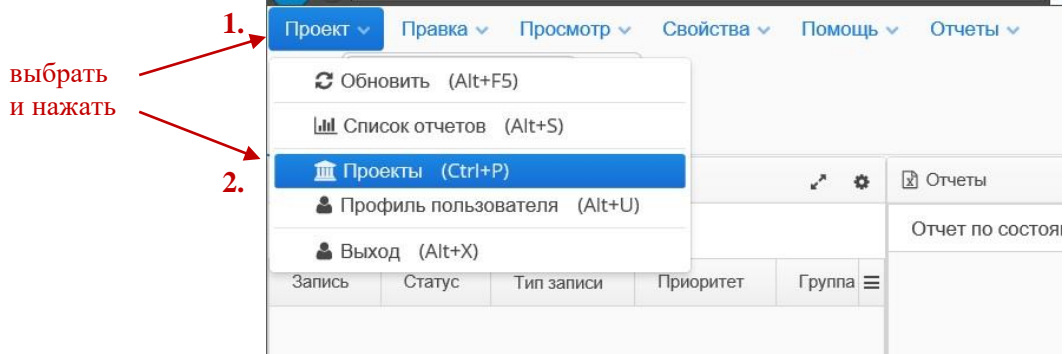 1.
Проект Правка Просмотр Свойства Помощь Отчеты
выбрать
и нажать
Обновить (Alt+F5)
Список отчетов (Alt+S)
2.
Проекты (Ctrl+P)
Отчеты
Профиль пользователя (Alt+U)
Отчет по
Выход (Alt+X)
Запись Статус Тип записи Приоритет Группа